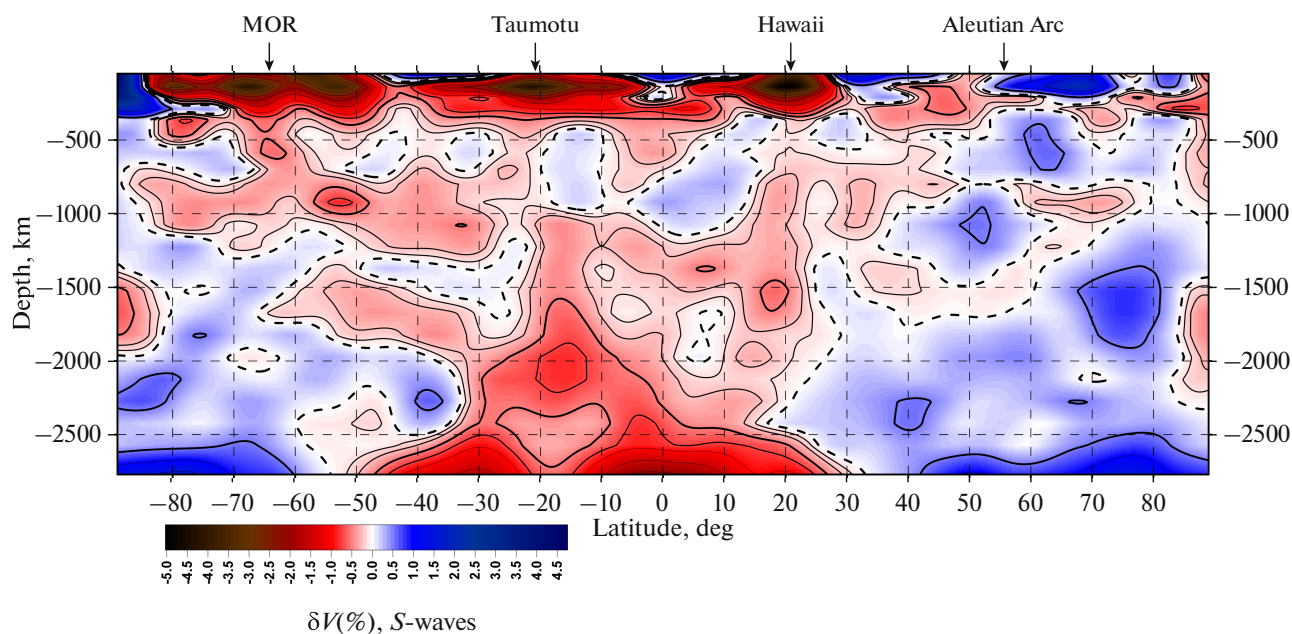 MOR Taumotu Hawaii Aleutian Arc
−500 −500
−1000 −1000
−1500 −1500
−2000 −2000
−2500 −2500
Depth, km
−80 −70 −60 −50 −40 −30 −20 −10 0 10 20 30 40 50 60 70 80
Latitude, deg
-5.0 -4.5 -4.0 -3.5 -3.0 -2.5 -2.0 -1.5 -1.0 -0.5 0.0 0.5 1.0 1.5 2.0 2.5 3.0 3.5 4.0 4.5
δV(%), S-waves